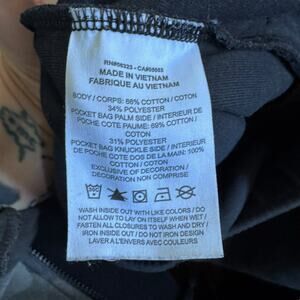 RN#56323 - CA#05553
MADE IN VIETNAM
FABRIQUE AU VIETNAM
BODY / CORPS: 66% COTTON / COTON
34% POLYESTER
POCKET BAG PALM SIDE / INTERIEUR DE
POCHE COTE PAUME: 69% COTTON /
COTON
31% POLYESTER
POCKET BAG KNUCKLE SIDE / INTERIEUR
DE POCHE COTE DOS DE LA MAIN: 100%
COTTON / COTON
EXCLUSIVE OF DECORATION /
DECORATION NON COMPRISE
WASH INSIDE OUT WITH LIKE COLORS / DO
NOT ALLOW TO LAY ON ITSELF WHEN WET /
FASTEN ALL CLOSURES TO WASH AND DRY /
IRON INSIDE OUT / DO NOT IRON DESIGN
LAVER A L'ENVERS AVEC COULEURS